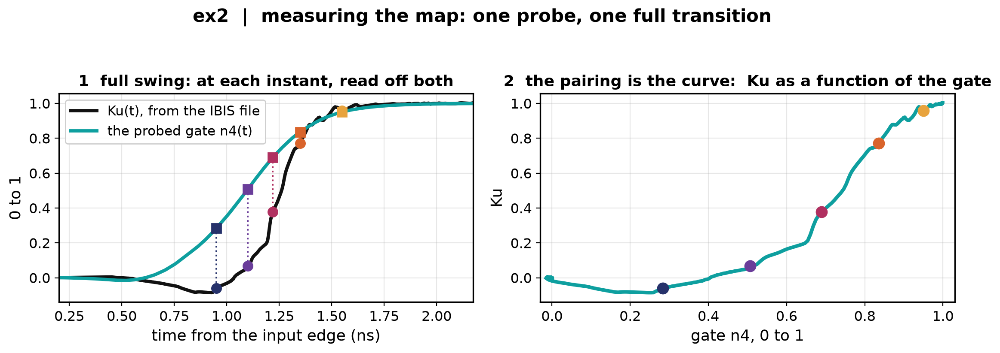 ex2 | measuring the map: one probe, one full transition
1 full swing: at each instant, read off both
Ku(t), from the IBIS file
the probed gate n4(t)
0 to 1
1.0
0.8
0.6
0.4
0.2
0.0
0.25 0.50 0.75 1.00 1.25 1.50 1.75 2.00
time from the input edge (ns)
2 the pairing is the curve: Ku as a function of the gate
Ku
1.0
0.8
0.6
0.4
0.2
0.0
0.0 0.2 0.4 0.6 0.8 1.0
gate n4, 0 to 1